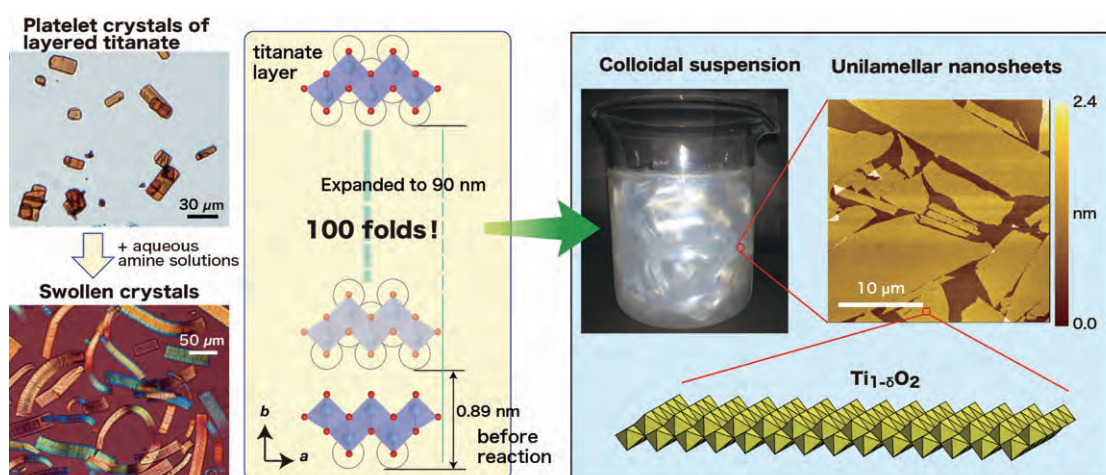 Platelet crystals of
layered titanate
30 µm
+ aqueous
amine solutions
Swollen crystals
50 µm
titanate
layer
Expanded to 90 nm
100 folds!
0.89 nm
before
reaction
b
a
Colloidal suspension
Unilamellar nanosheets
2.4
nm
0.0
10 µm
Ti1-δO2